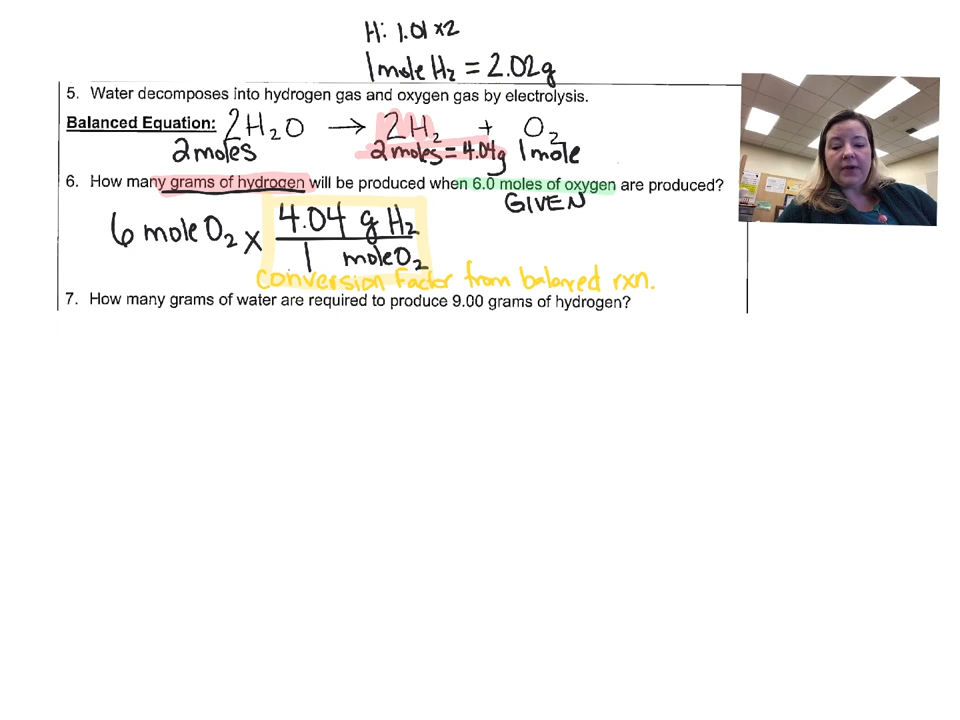 H: 1.01 x2
1 mole H2 = 2.02g
5. Water decomposes into hydrogen gas and oxygen gas by electrolysis.
Balanced Equation: 2H2O → 2H2 + O2
2 moles 2 moles = 4.04g 1 mole
6. How many grams of hydrogen will be produced when 6.0 moles of oxygen are produced?
GIVEN
6 mole O2 x 4.04 g H2
1 mole O2
conversion factor from balanced rxn.
7. How many grams of water are required to produce 9.00 grams of hydrogen?